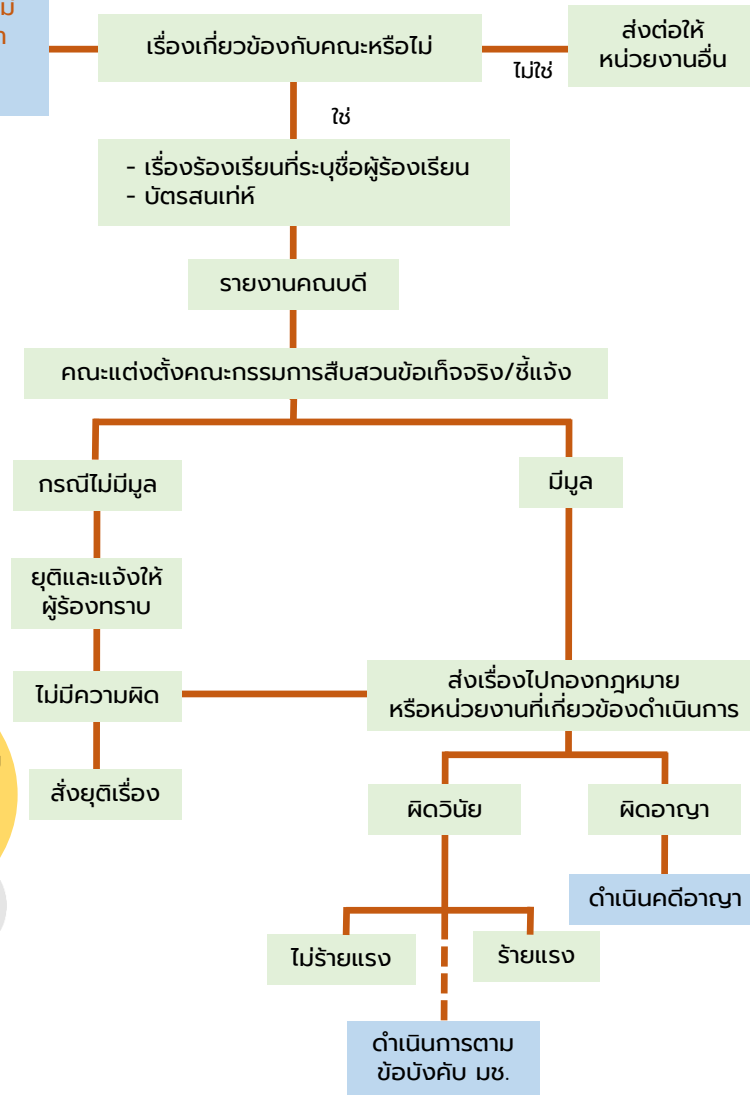 เรื่องเกี่ยวข้องกับคณะหรือไม่
ไม่ใช่
ส่งต่อให้
หน่วยงานอื่น
ใช่
- เรื่องร้องเรียนที่ระบุชื่อผู้ร้องเรียน
- บัตรสนเท่ห์
รายงานคณบดี
คณะแต่งตั้งคณะกรรมการสืบสวนข้อเท็จจริง/ชี้แจ้ง
กรณีไม่มีมูล
มีมูล
ยุติและแจ้งให้
ผู้ร้องทราบ
ไม่มีความผิด
ส่งเรื่องไปกองกฎหมาย
หรือหน่วยงานที่เกี่ยวข้องดำเนินการ
สั่งยุติเรื่อง
ผิดวินัย
ผิดอาญา
ดำเนินคดีอาญา
ไม่ร้ายแรง
ร้ายแรง
ดำเนินการตาม
ข้อบังคับ มช.